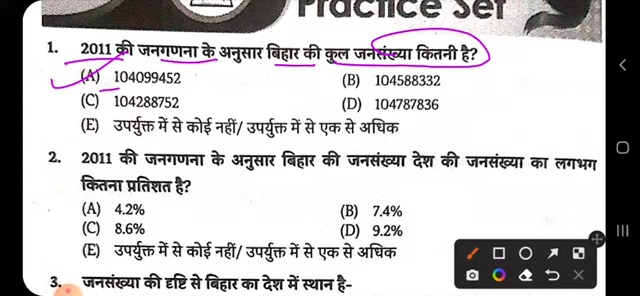 Practice Set
1. 2011 की जनगणना के अनुसार बिहार की कुल जनसंख्या कितनी है?
(A) 104099452 (B) 104588332
(C) 104288752 (D) 104787836
(E) उपर्युक्त में से कोई नहीं/ उपर्युक्त में से एक से अधिक
2. 2011 की जनगणना के अनुसार बिहार की जनसंख्या देश की जनसंख्या का लगभग
कितना प्रतिशत है?
(A) 4.2% (B) 7.4%
(C) 8.6% (D) 9.2%
(E) उपर्युक्त में से कोई नहीं/ उपर्युक्त में से एक से अधिक
3. जनसंख्या की दृष्टि से बिहार का देश में स्थान है-